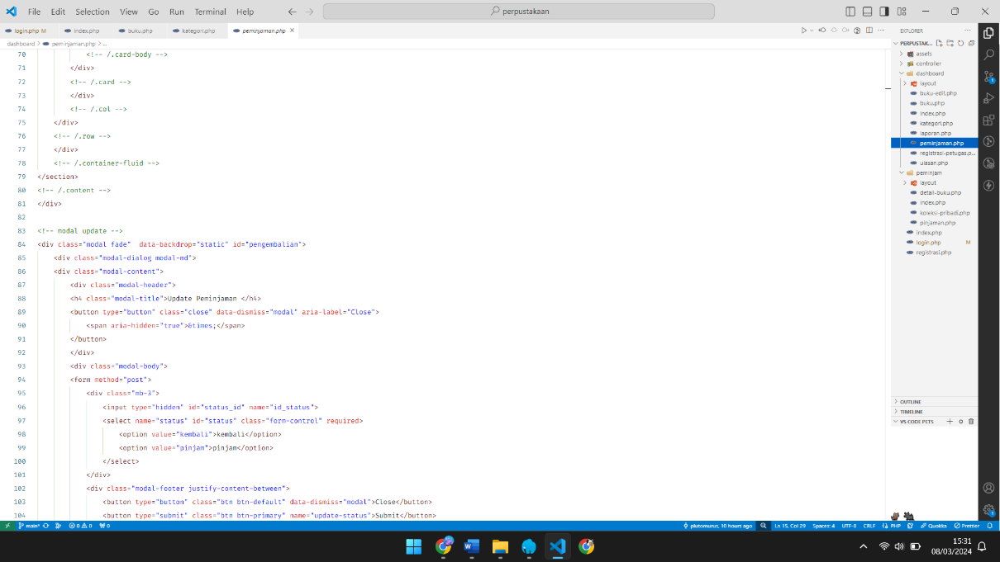 File Edit Selection View Go Run Terminal Help
perpustakaan
login.php M
index.php
buku.php
kategori.php
peminjaman.php
dashboard > peminjaman.php > ...
70 <!-- /.card-body -->
71 </div>
72 <!-- /.card -->
73 </div>
74 <!-- /.col -->
75 </div>
76 <!-- /.row -->
77 </div>
78 <!-- /.container-fluid -->
79 </section>
80 <!-- /.content -->
81 </div>
82
83 <!-- modal update -->
84 <div class="modal fade"  data-backdrop="static" id="pengembalian">
85 <div class="modal-dialog modal-md">
86 <div class="modal-content">
87 <div class="modal-header">
88 <h4 class="modal-title">Update Peminjaman </h4>
89 <button type="button" class="close" data-dismiss="modal" aria-label="Close">
90 <span aria-hidden="true">&times;</span>
91 </button>
92 </div>
93 <div class="modal-body">
94 <form method="post">
95 <div class="mb-3">
96 <input type="hidden" id="status_id" name="id_status">
97 <select name="status" id="status" class="form-control" required>
98 <option value="kembali">kembali</option>
99 <option value="pinjam">pinjam</option>
100 </select>
101 </div>
102 <div class="modal-footer justify-content-between">
103 <button type="button" class="btn btn-default" data-dismiss="modal">Close</button>
104 <button type="submit" class="btn btn-primary" name="update-status">Submit</button>
EXPLORER
PERPUSTAK...
assets
controller
dashboard
layout
buku-edit.php
buku.php
index.php
kategori.php
laporan.php
peminjaman.php
registrasi-petugas.p...
ulasan.php
peminjam
layout
detail-buku.php
index.php
koleksi-pribadi.php
pinjaman.php
index.php
login.php M
registrasi.php
OUTLINE
TIMELINE
VS CODE PETS
main* 0 0 0 plutomurus, 10 hours ago Ln 15, Col 29 Spaces: 4 UTF-8 CRLF PHP Quokka Prettier
15:31
08/03/2024